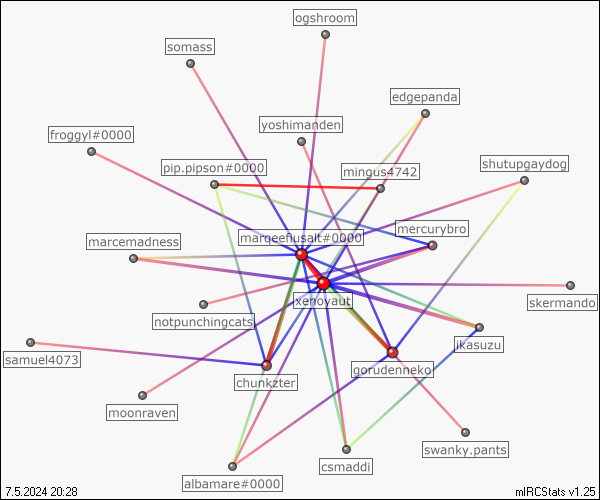 ogshroom
somass
edgepanda
yoshimanden
froggyl#0000
pip.pipson#0000
mingus4742
shutupgaydog
mercurybro
marceenusalt#0000
marcemadness
xenoyaut
skermando
notpunchingcats
ikasuzu
samuel4073
gorudenneko
chunkzter
moonraven
swanky.pants
csmaddi
albamare#0000
7.5.2024 20:28
mIRCStats v1.25